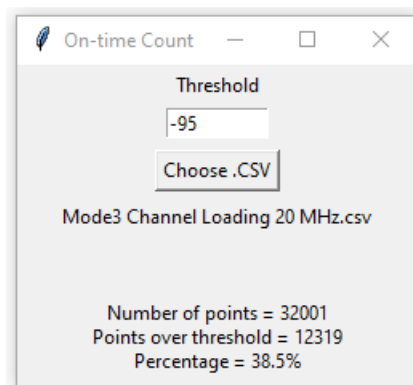 On-time Count
Threshold
-95
Choose .CSV
Mode3 Channel Loading 20 MHz.csv
Number of points = 32001
Points over threshold = 12319
Percentage = 38.5%